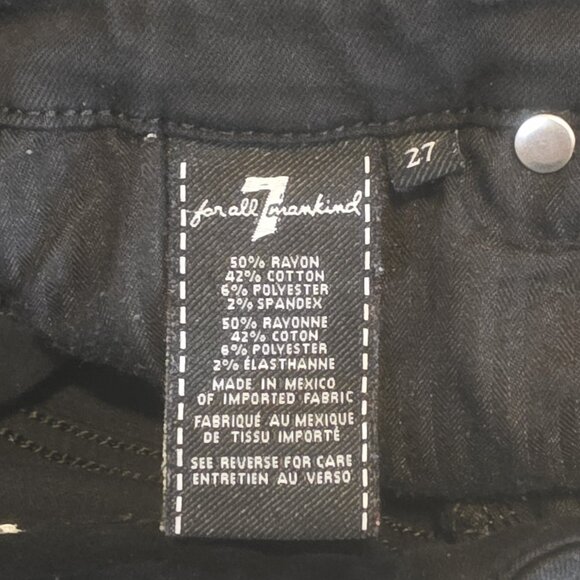 for all 7 mankind
27
50% RAYON
42% COTTON
6% POLYESTER
2% SPANDEX
50% RAYONNE
42% COTON
6% POLYESTER
2% ÉLASTHANNE
MADE IN MEXICO
OF IMPORTED FABRIC
FABRIQUÉ AU MEXIQUE
DE TISSU IMPORTÉ
SEE REVERSE FOR CARE
ENTRETIEN AU VERSO